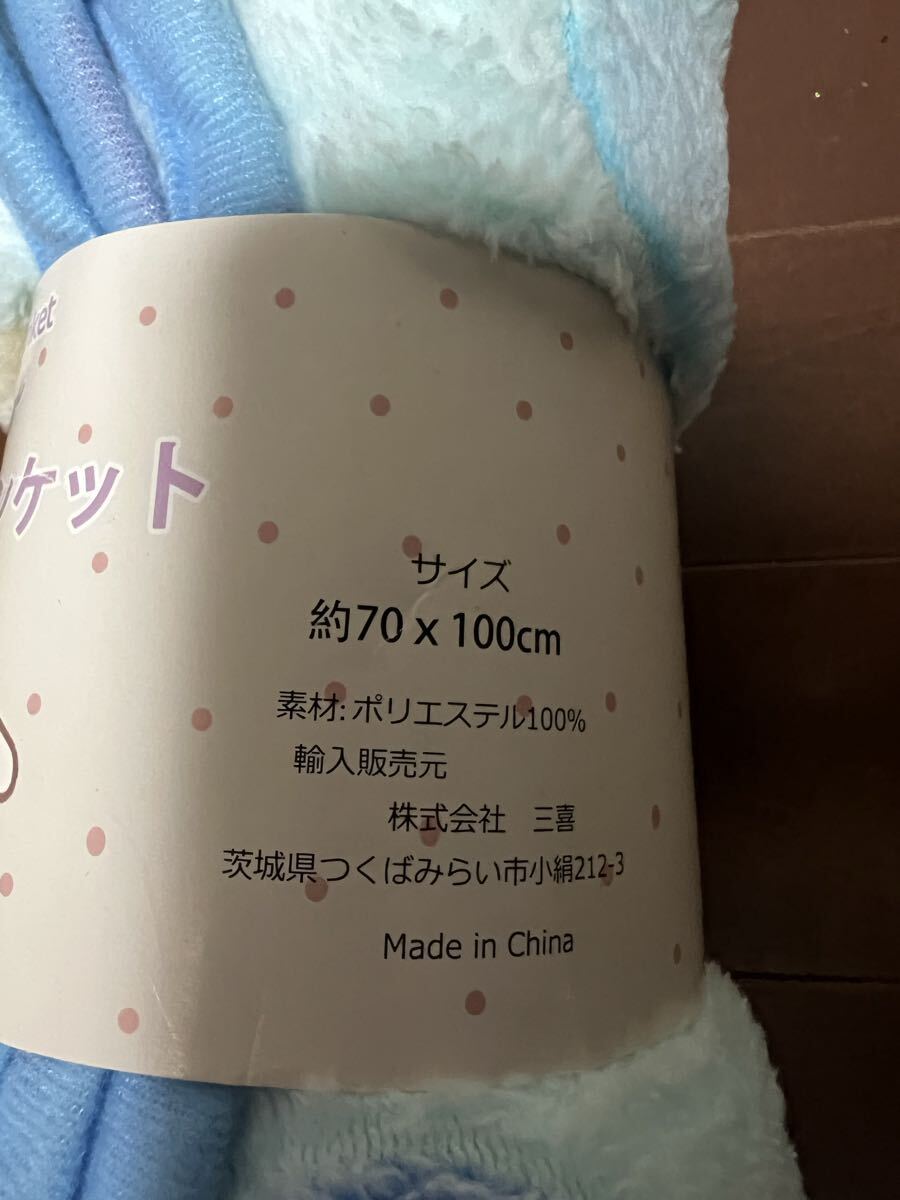 ケット
サイズ
約70 x 100cm
素材:ポリエステル100%
輸入販売元
株式会社 三喜
茨城県つくばみらい市小絹212-3
Made in China